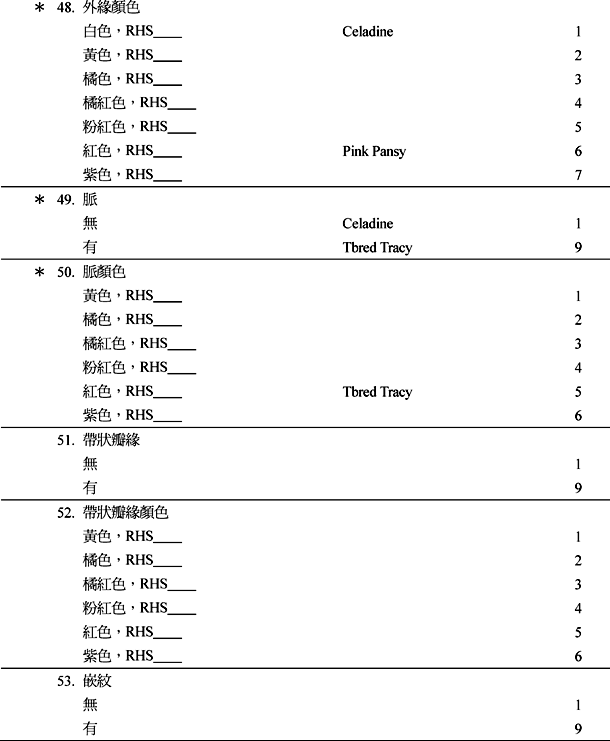 ＊ 48. 外緣顏色
白色，RHS____ Celadine 1
黃色，RHS____ 2
橘色，RHS____ 3
橘紅色，RHS____ 4
粉紅色，RHS____ 5
紅色，RHS____ Pink Pansy 6
紫色，RHS____ 7
＊ 49. 脈
無 Celadine 1
有 Tbred Tracy 9
＊ 50. 脈顏色
黃色，RHS____ 1
橘色，RHS____ 2
橘紅色，RHS____ 3
粉紅色，RHS____ 4
紅色，RHS____ Tbred Tracy 5
紫色，RHS____ 6
51. 帶狀瓣緣
無 1
有 9
52. 帶狀瓣緣顏色
黃色，RHS____ 1
橘色，RHS____ 2
橘紅色，RHS____ 3
粉紅色，RHS____ 4
紅色，RHS____ 5
紫色，RHS____ 6
53. 嵌紋
無 1
有 9